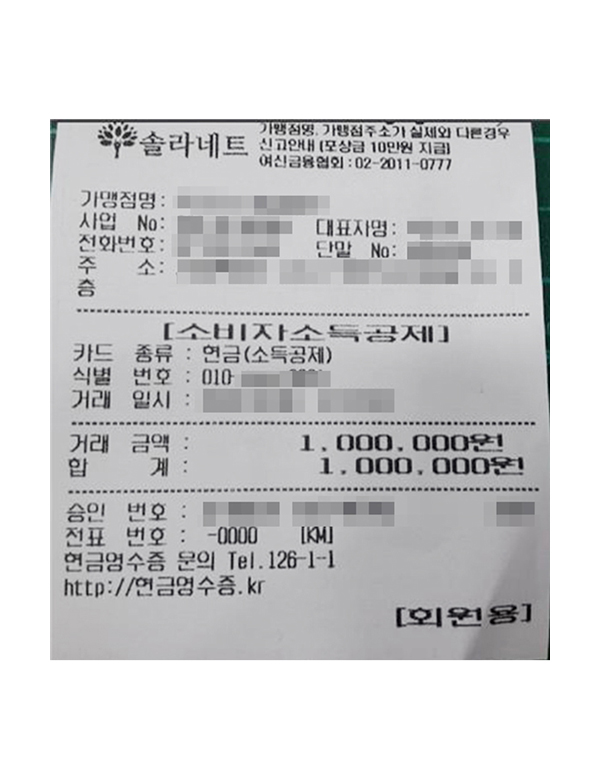 솔라네트
가맹점명, 가맹점주소가 실제와 다른경우
신고안내 (포상금 10만원 지급)
여신금융협회 : 02-2011-0777
가맹점명:
사업 No: 대표자명:
전화번호: 단말 No:
주 소:
층
[소비자소득공제]
카드 종류 : 현금(소득공제)
식별 번호 : 010-
거래 일시 :
거래 금액 : 1,000,000원
합 계 : 1,000,000원
승인 번호 :
전표 번호 : -0000 [KM]
현금영수증 문의 Tel.126-1-1
http://현금영수증.kr
[회원용]